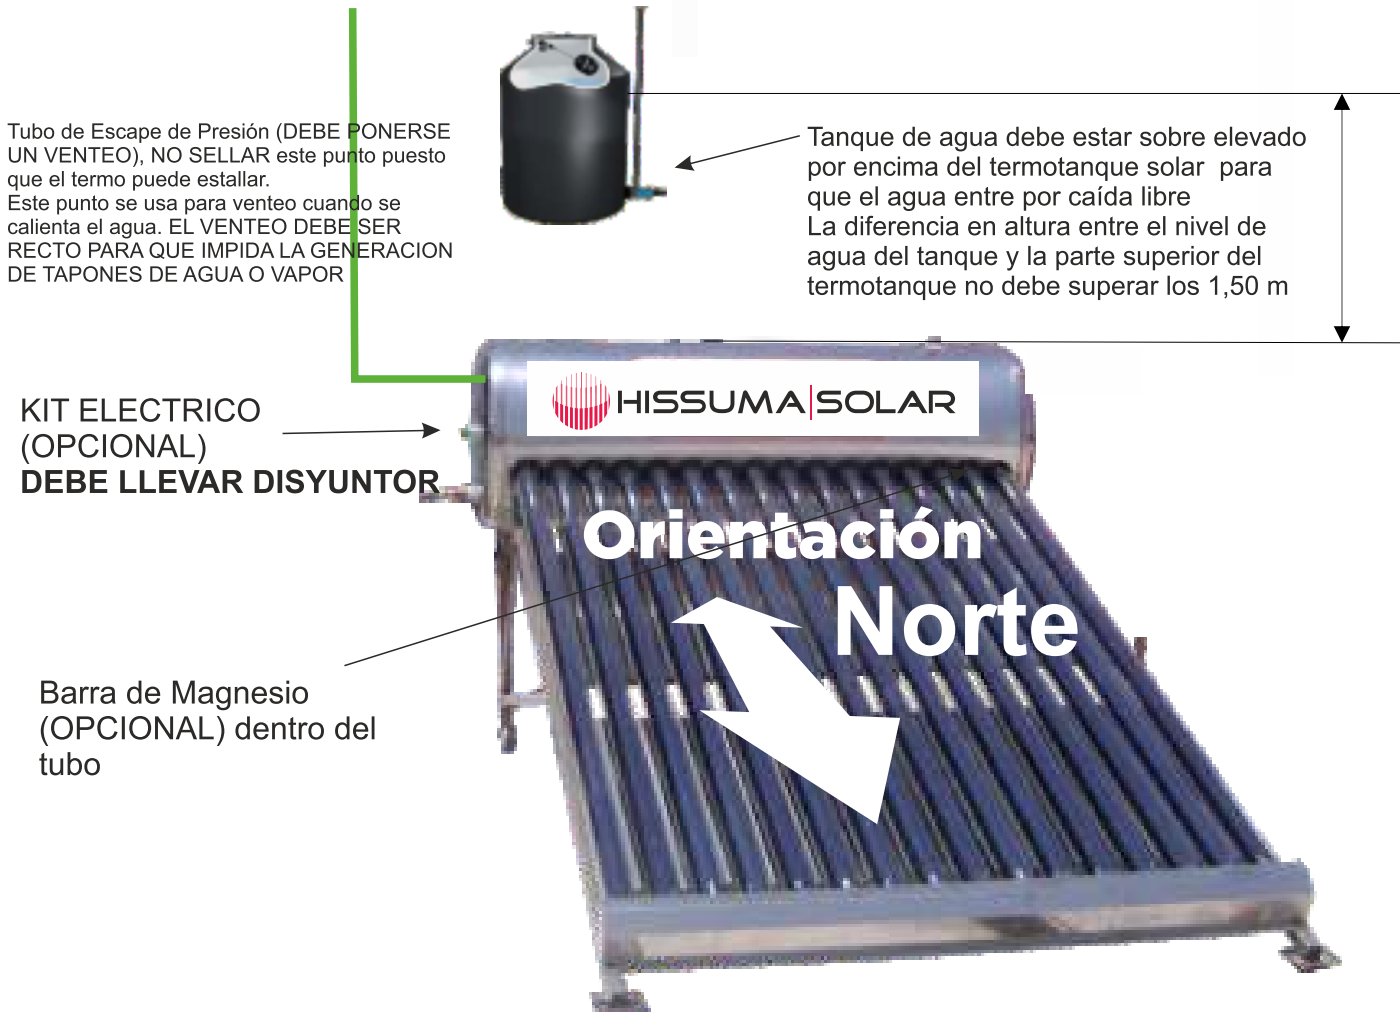 Tubo de Escape de Presión (DEBE PONERSE
UN VENTEO), NO SELLAR este punto puesto
que el termo puede estallar.
Este punto se usa para venteo cuando se
calienta el agua. EL VENTEO DEBE SER
RECTO PARA QUE IMPIDA LA GENERACION
DE TAPONES DE AGUA O VAPOR
Tanque de agua debe estar sobre elevado
por encima del termotanque solar para
que el agua entre por caída libre
La diferencia en altura entre el nivel de
agua del tanque y la parte superior del
termotanque no debe superar los 1,50 m
HISSUMA|SOLAR
KIT ELECTRICO
(OPCIONAL)
DEBE LLEVAR DISYUNTOR
Orientación
Norte
Barra de Magnesio
(OPCIONAL) dentro del
tubo